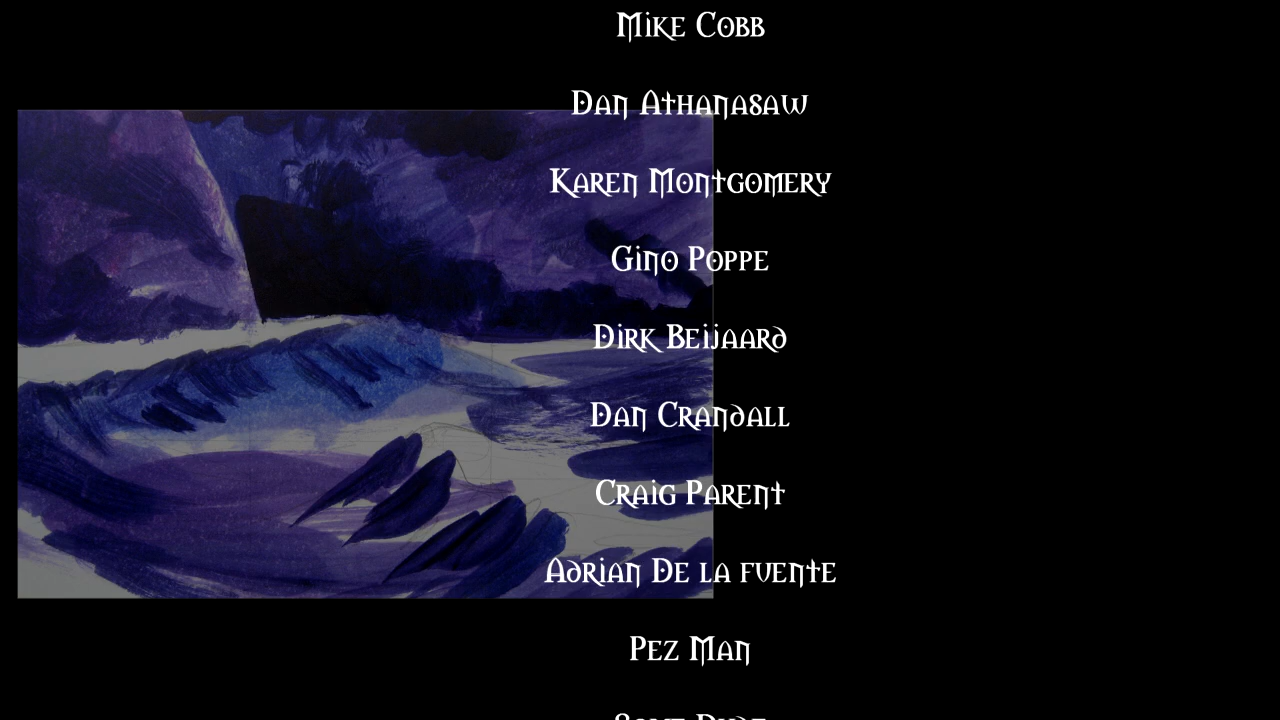 Mike Cobb
Dan Athanasaw
Karen Montgomery
Gino Poppe
Dirk Beijaard
Dan Crandall
Craig Parent
Adrian De la fuente
Pez Man